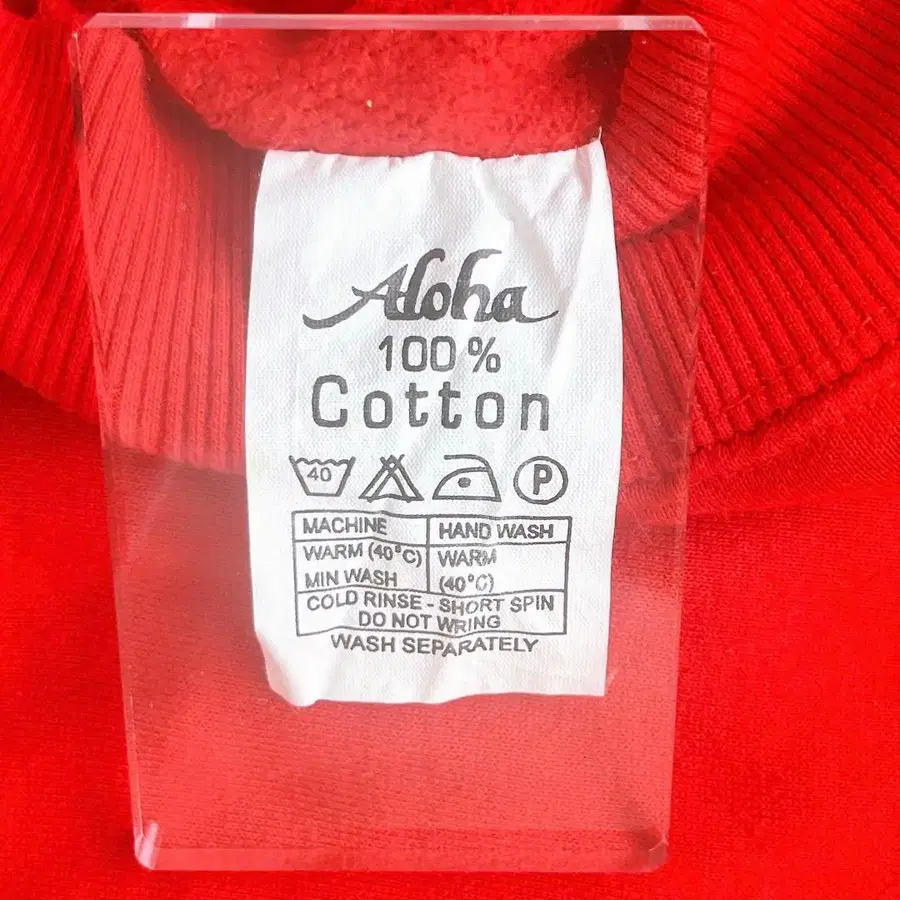 Aloha
100%
Cotton
40 P
MACHINE HAND WASH
WARM (40°C) WARM
MIN WASH (40°C)
COLD RINSE - SHORT SPIN
DO NOT WRING
WASH SEPARATELY